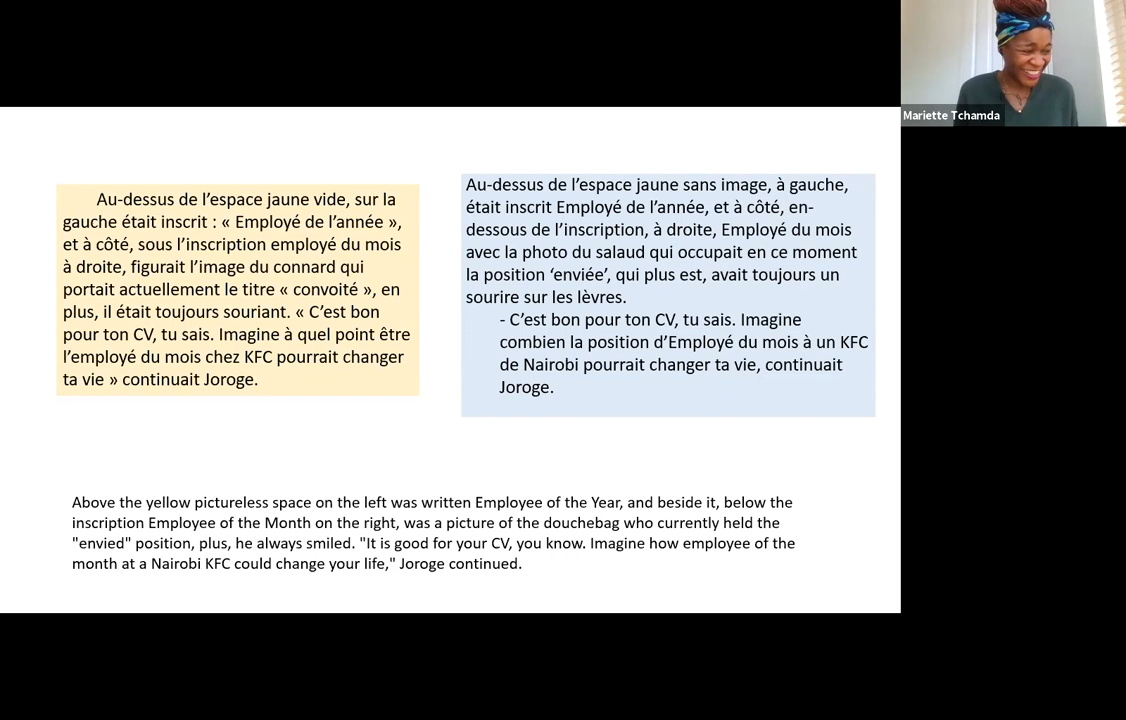 Mariette Tchamda
Au-dessus de l’espace jaune vide, sur la
gauche était inscrit : « Employé de l’année »,
et à côté, sous l’inscription employé du mois
à droite, figurait l’image du connard qui
portait actuellement le titre « convoité », en
plus, il était toujours souriant. « C’est bon
pour ton CV, tu sais. Imagine à quel point être
l’employé du mois chez KFC pourrait changer
ta vie » continuait Joroge.
Au-dessus de l’espace jaune sans image, à gauche,
était inscrit Employé de l’année, et à côté, en-
dessous de l’inscription, à droite, Employé du mois
avec la photo du salaud qui occupait en ce moment
la position ‘enviée’, qui plus est, avait toujours un
sourire sur les lèvres.
- C’est bon pour ton CV, tu sais. Imagine
combien la position d’Employé du mois à un KFC
de Nairobi pourrait changer ta vie, continuait
Joroge.
Above the yellow pictureless space on the left was written Employee of the Year, and beside it, below the
inscription Employee of the Month on the right, was a picture of the douchebag who currently held the
"envied" position, plus, he always smiled. "It is good for your CV, you know. Imagine how employee of the
month at a Nairobi KFC could change your life," Joroge continued.